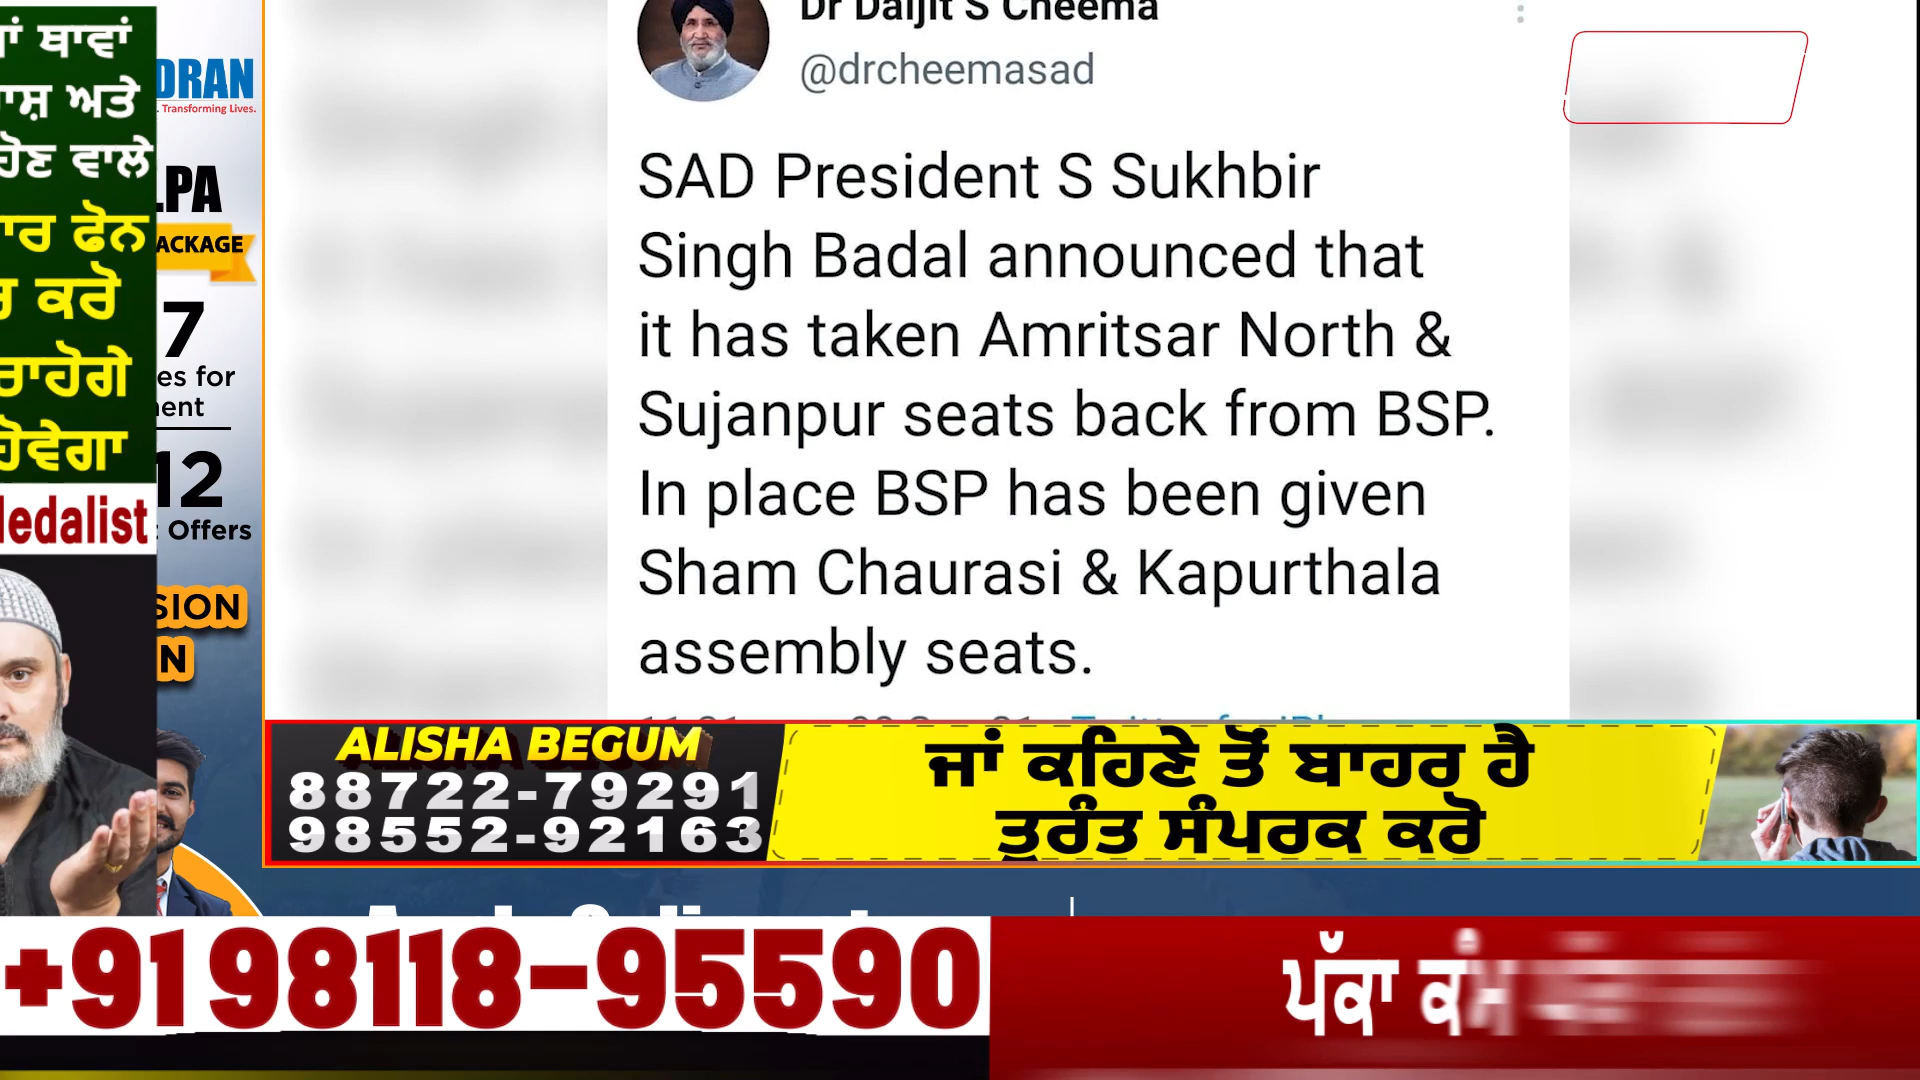 Dr Daljit S Cheema
@drcheemasad
SAD President S Sukhbir
Singh Badal announced that
it has taken Amritsar North &
Sujanpur seats back from BSP.
In place BSP has been given
Sham Chaurasi & Kapurthala
assembly seats.
ਥਾਵਾਂ
ਅਤੇ
ਹੋਣ ਵਾਲੇ
ਫੋਨ
ਕਰੋ
ਹੋਵੇਗਾ
DRAN
Transforming Lives.
LPA
ACKAGE
7
es for
ent
12
Offers
SION
N
edalist
ALISHA BEGUM
88722-79291
98552-92163
ਜਾਂ ਕਹਿਣੇ ਤੋਂ ਬਾਹਰ ਹੈ
ਤੁਰੰਤ ਸੰਪਰਕ ਕਰੋ
+91 98118-95590
ਪੱਕਾ ਕੰਮ